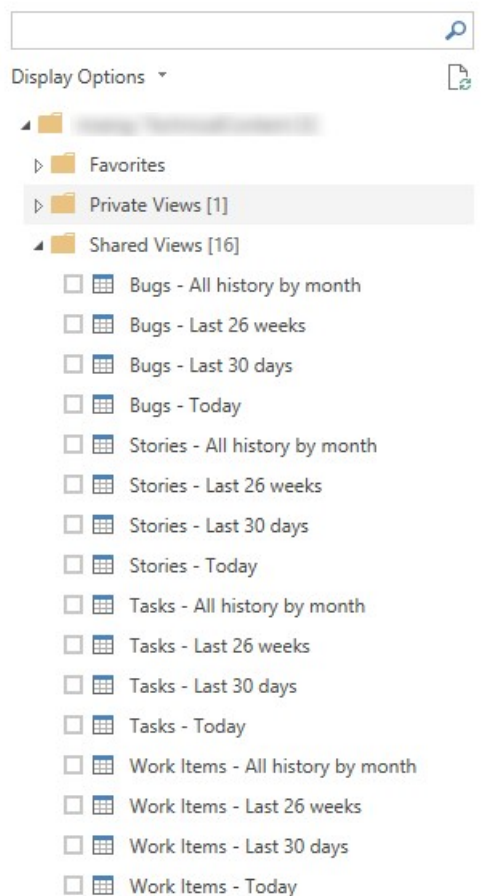 Display Options
Favorites
Private Views [1]
Shared Views [16]
Bugs - All history by month
Bugs - Last 26 weeks
Bugs - Last 30 days
Bugs - Today
Stories - All history by month
Stories - Last 26 weeks
Stories - Last 30 days
Stories - Today
Tasks - All history by month
Tasks - Last 26 weeks
Tasks - Last 30 days
Tasks - Today
Work Items - All history by month
Work Items - Last 26 weeks
Work Items - Last 30 days
Work Items - Today